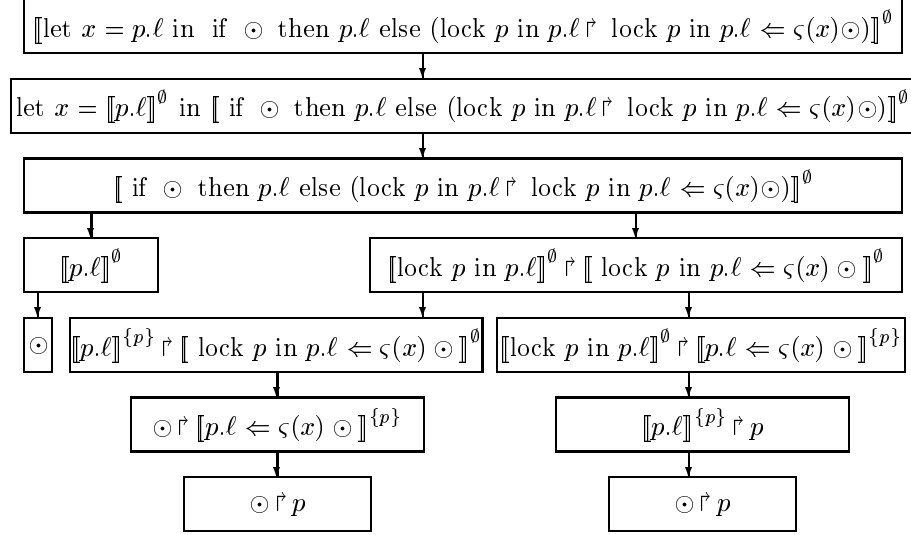 ⟦let x = p.ℓ in if ⊙ then p.ℓ else (lock p in p.ℓ ↱ lock p in p.ℓ ⇐ ς(x)⊙)⟧^∅
let x = ⟦p.ℓ⟧^∅ in ⟦ if ⊙ then p.ℓ else (lock p in p.ℓ ↱ lock p in p.ℓ ⇐ ς(x)⊙)⟧^∅
⟦ if ⊙ then p.ℓ else (lock p in p.ℓ ↱ lock p in p.ℓ ⇐ ς(x)⊙)⟧^∅
⟦p.ℓ⟧^∅
⟦lock p in p.ℓ⟧^∅ ↱ ⟦ lock p in p.ℓ ⇐ ς(x) ⊙ ⟧^∅
⊙
⟦p.ℓ⟧^{p} ↱ ⟦ lock p in p.ℓ ⇐ ς(x) ⊙ ⟧^∅
⟦lock p in p.ℓ⟧^∅ ↱ ⟦p.ℓ ⇐ ς(x) ⊙ ⟧^{p}
⊙ ↱ ⟦p.ℓ ⇐ ς(x) ⊙ ⟧^{p}
⟦p.ℓ⟧^{p} ↱ p
⊙ ↱ p
⊙ ↱ p